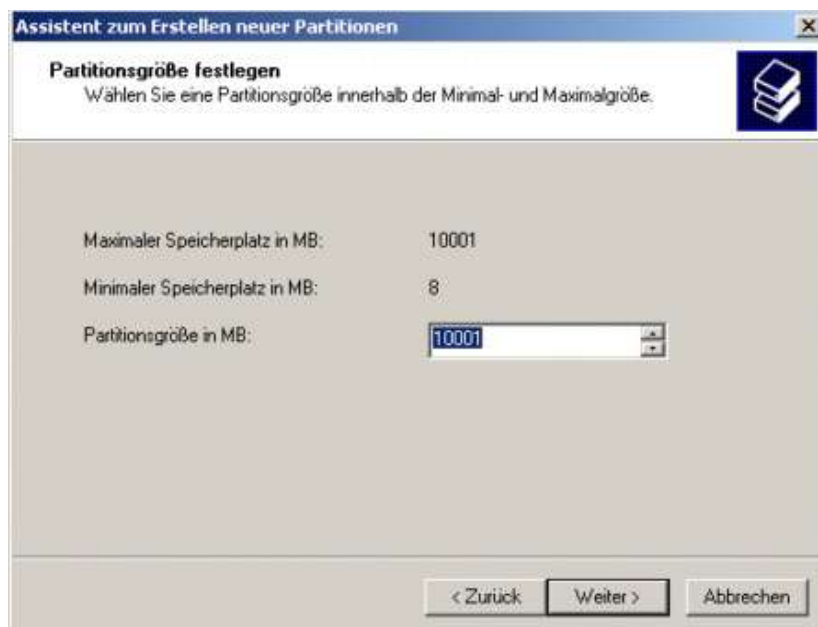 Assistent zum Erstellen neuer Partitionen
Partitionsgröße festlegen
Wählen Sie eine Partitionsgröße innerhalb der Minimal- und Maximalgröße.
Maximaler Speicherplatz in MB: 10001
Minimaler Speicherplatz in MB: 8
Partitionsgröße in MB: 10001
< Zurück Weiter > Abbrechen